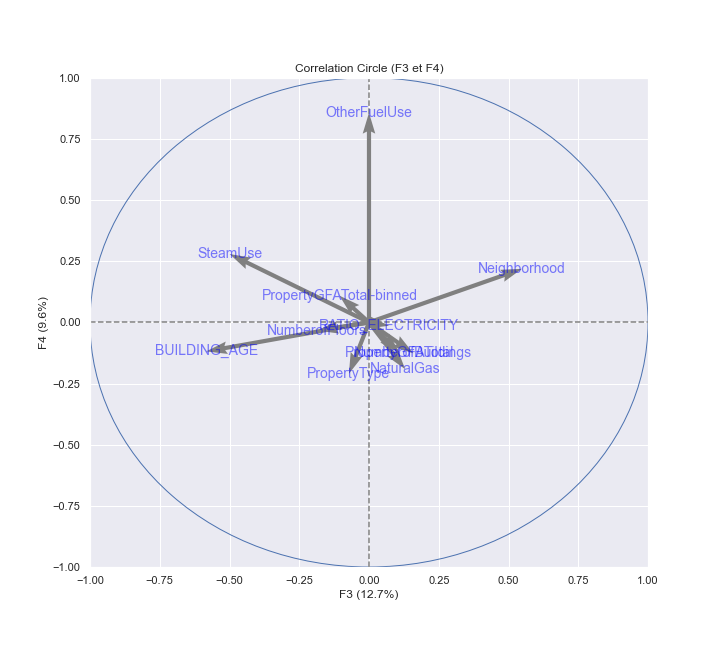 Correlation Circle (F3 et F4)
1.00
0.75
0.50
0.25
0.00
−0.25
−0.50
−0.75
−1.00
F4 (9.6%)
OtherFuelUse
SteamUse
Neighborhood
PropertyGFATotal-binned
RATIO_ELECTRICITY
NumberofFloors
BUILDING_AGE
PropertyGFATotal
NumberofBuildings
NaturalGas
PropertyType
−1.00 −0.75 −0.50 −0.25 0.00 0.25 0.50 0.75 1.00
F3 (12.7%)